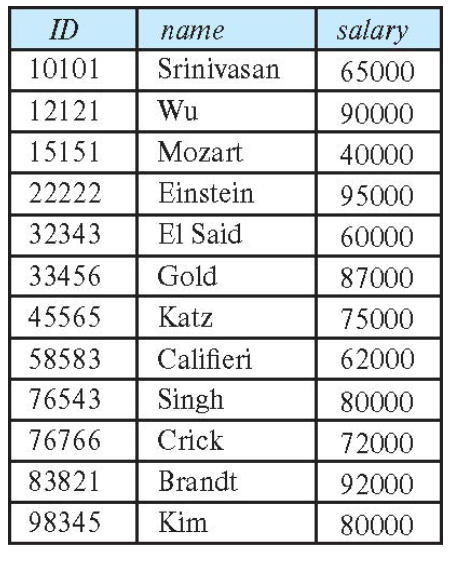 ID name salary
10101 Srinivasan 65000
12121 Wu 90000
15151 Mozart 40000
22222 Einstein 95000
32343 El Said 60000
33456 Gold 87000
45565 Katz 75000
58583 Califieri 62000
76543 Singh 80000
76766 Crick 72000
83821 Brandt 92000
98345 Kim 80000